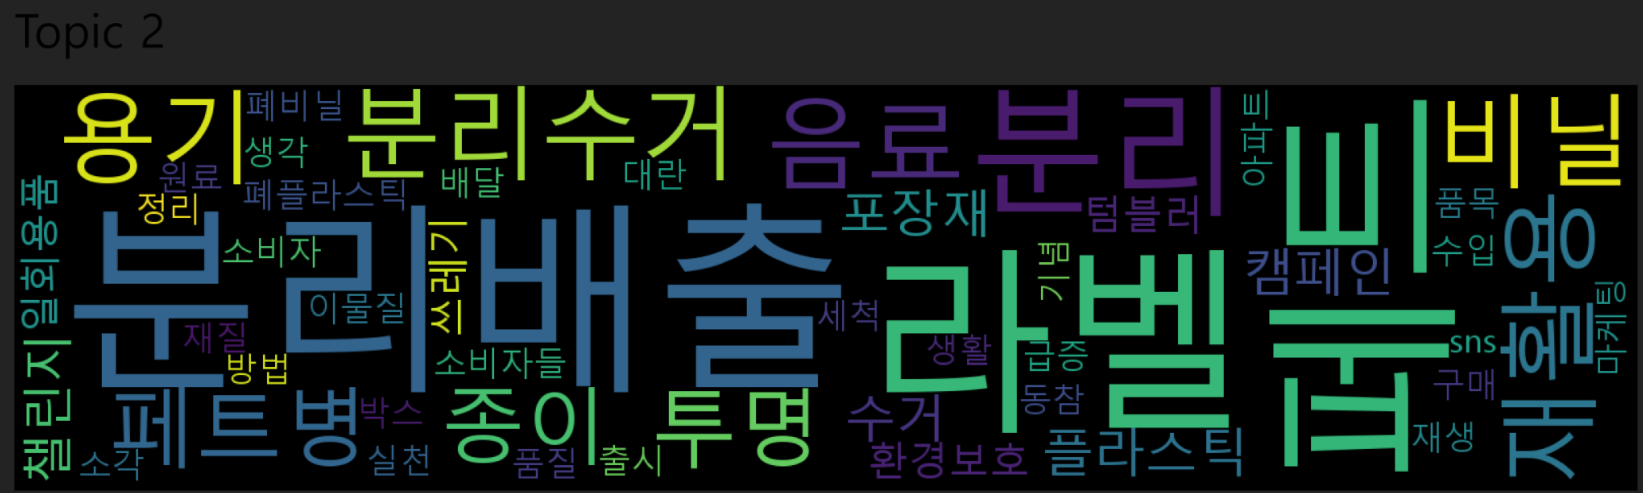 Topic 2
용기
폐비닐
분리수거
음료
분리
아파트
페트
비닐
생각
원료
배달
대란
정리
폐플라스틱
포장재
텀블러
품목
일회용품
분리배출
소비자
쓰레기
라벨
기념
캠페인
수입
재활용
이물질
세척
재질
방법
소비자들
생활
급증
sns
마케팅
챌린지
페트병
박스
종이
투명
수거
동참
구매
소각
실천
품질
출시
환경보호
플라스틱
재생